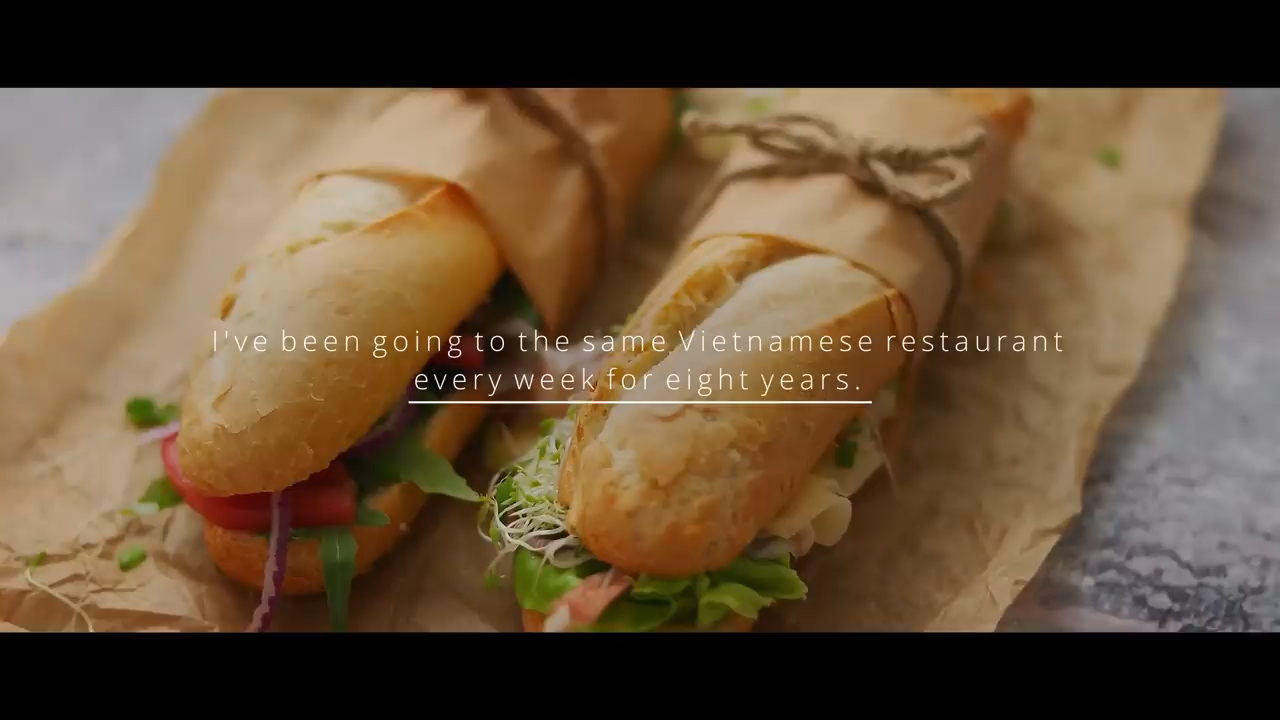 I've been going to the same Vietnamese restaurant
every week for eight years.